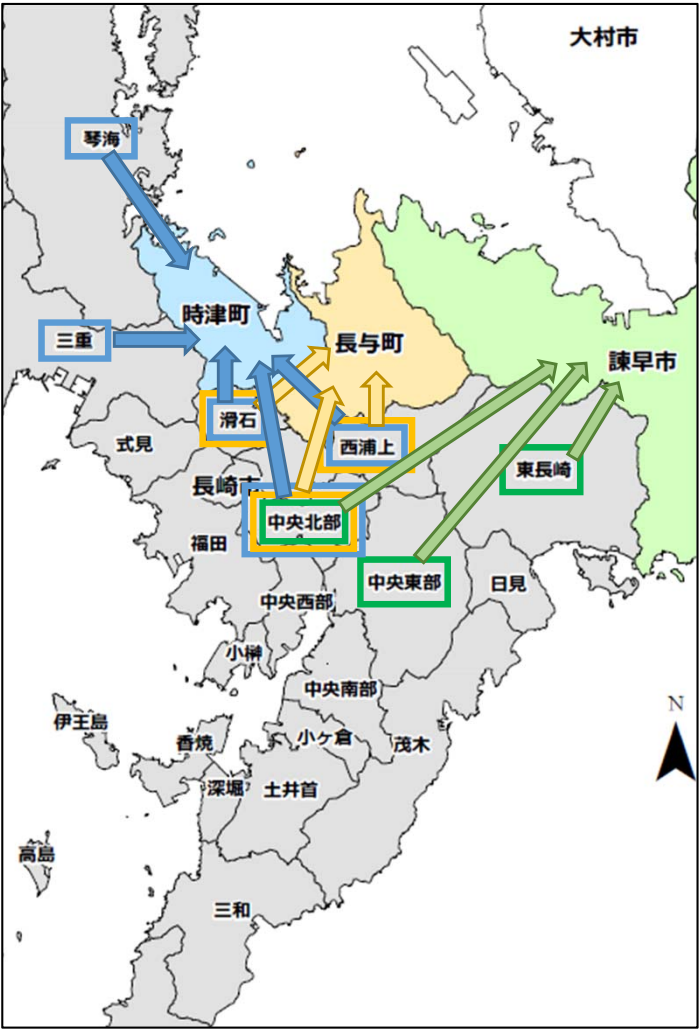 大村市
琴海
時津町
三重
長与町
諫早市
滑石
式見
西浦上
東長崎
長崎市
中央北部
福田
中央東部
日見
中央西部
小榊
中央南部
N
伊王島
香焼
小ヶ倉
茂木
深堀
土井首
高島
三和